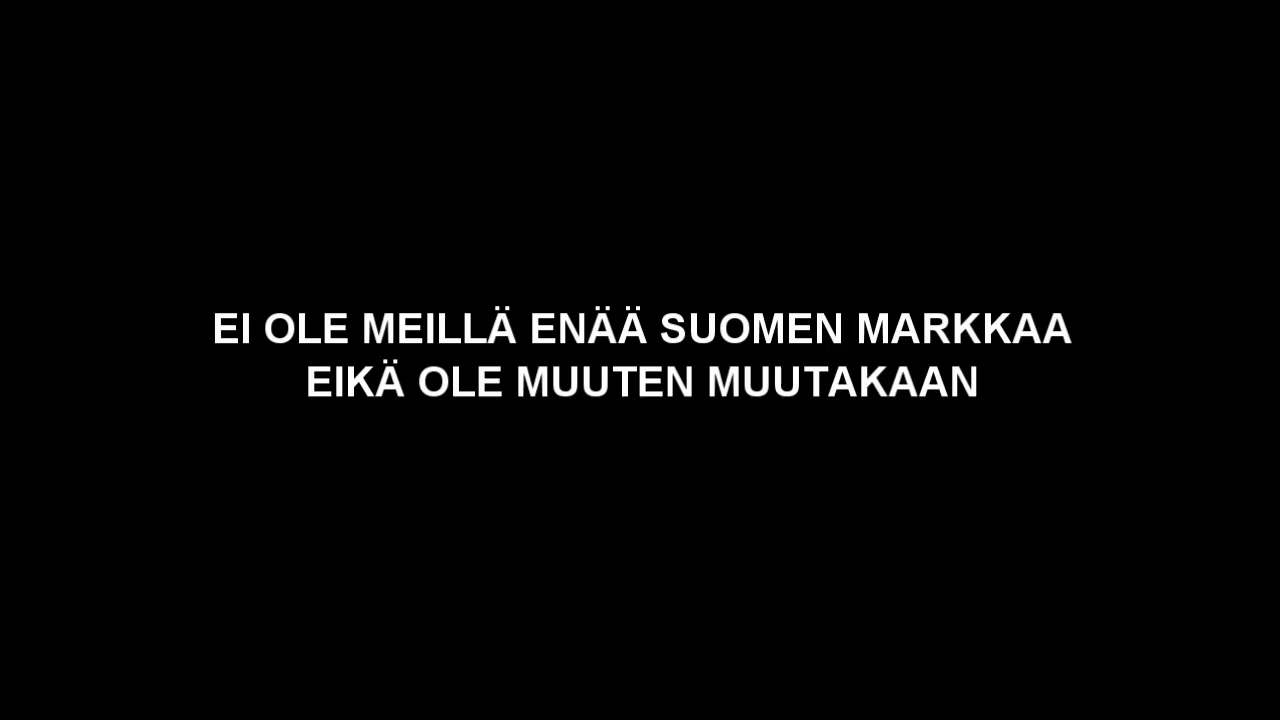 EI OLE MEILLÄ ENÄÄ SUOMEN MARKKAA
EIKÄ OLE MUUTEN MUUTAKAAN